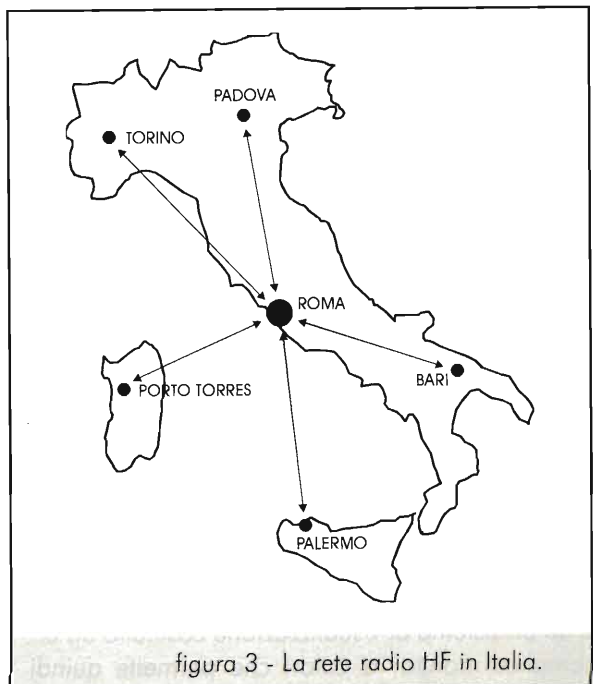 PADOVA
TORINO
ROMA
BARI
PORTO TORRES
PALERMO
figura 3 - La rete radio HF in Italia.